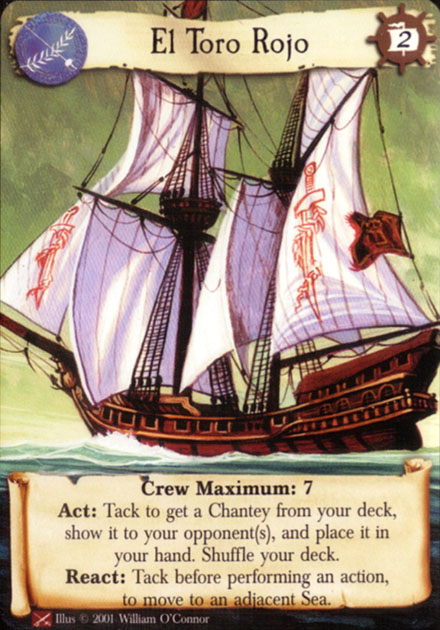 El Toro Rojo
2
Crew Maximum: 7
Act: Tack to get a Chantey from your deck,
show it to your opponent(s), and place it in
your hand. Shuffle your deck.
React: Tack before performing an action,
to move to an adjacent Sea.
Illus © 2001 William O'Connor